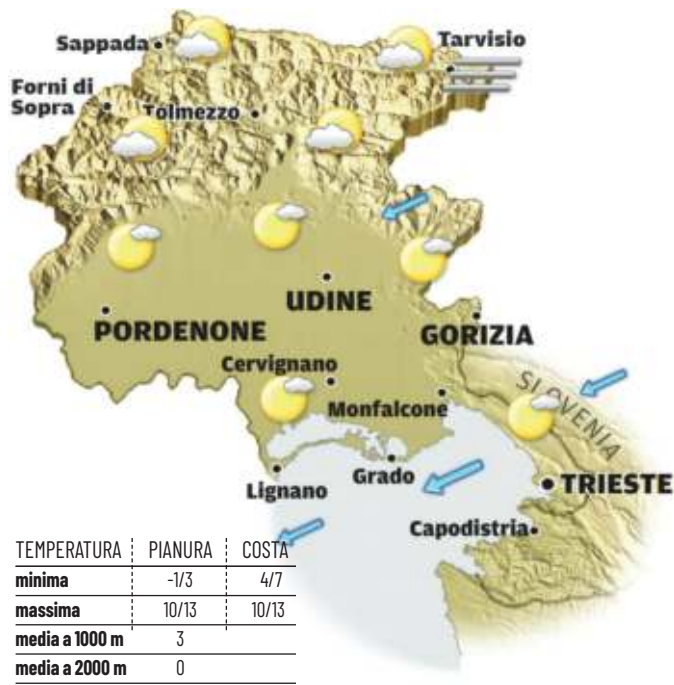 Sappada
Tarvisio
Forni di
Sopra
Tolmezzo
UDINE
PORDENONE
GORIZIA
Cervignano
SLOVENIA
Monfalcone
Grado
Lignano
TRIESTE
Capodistria
TEMPERATURA PIANURA COSTA
minima -1/3 4/7
massima 10/13 10/13
media a 1000 m 3
media a 2000 m 0